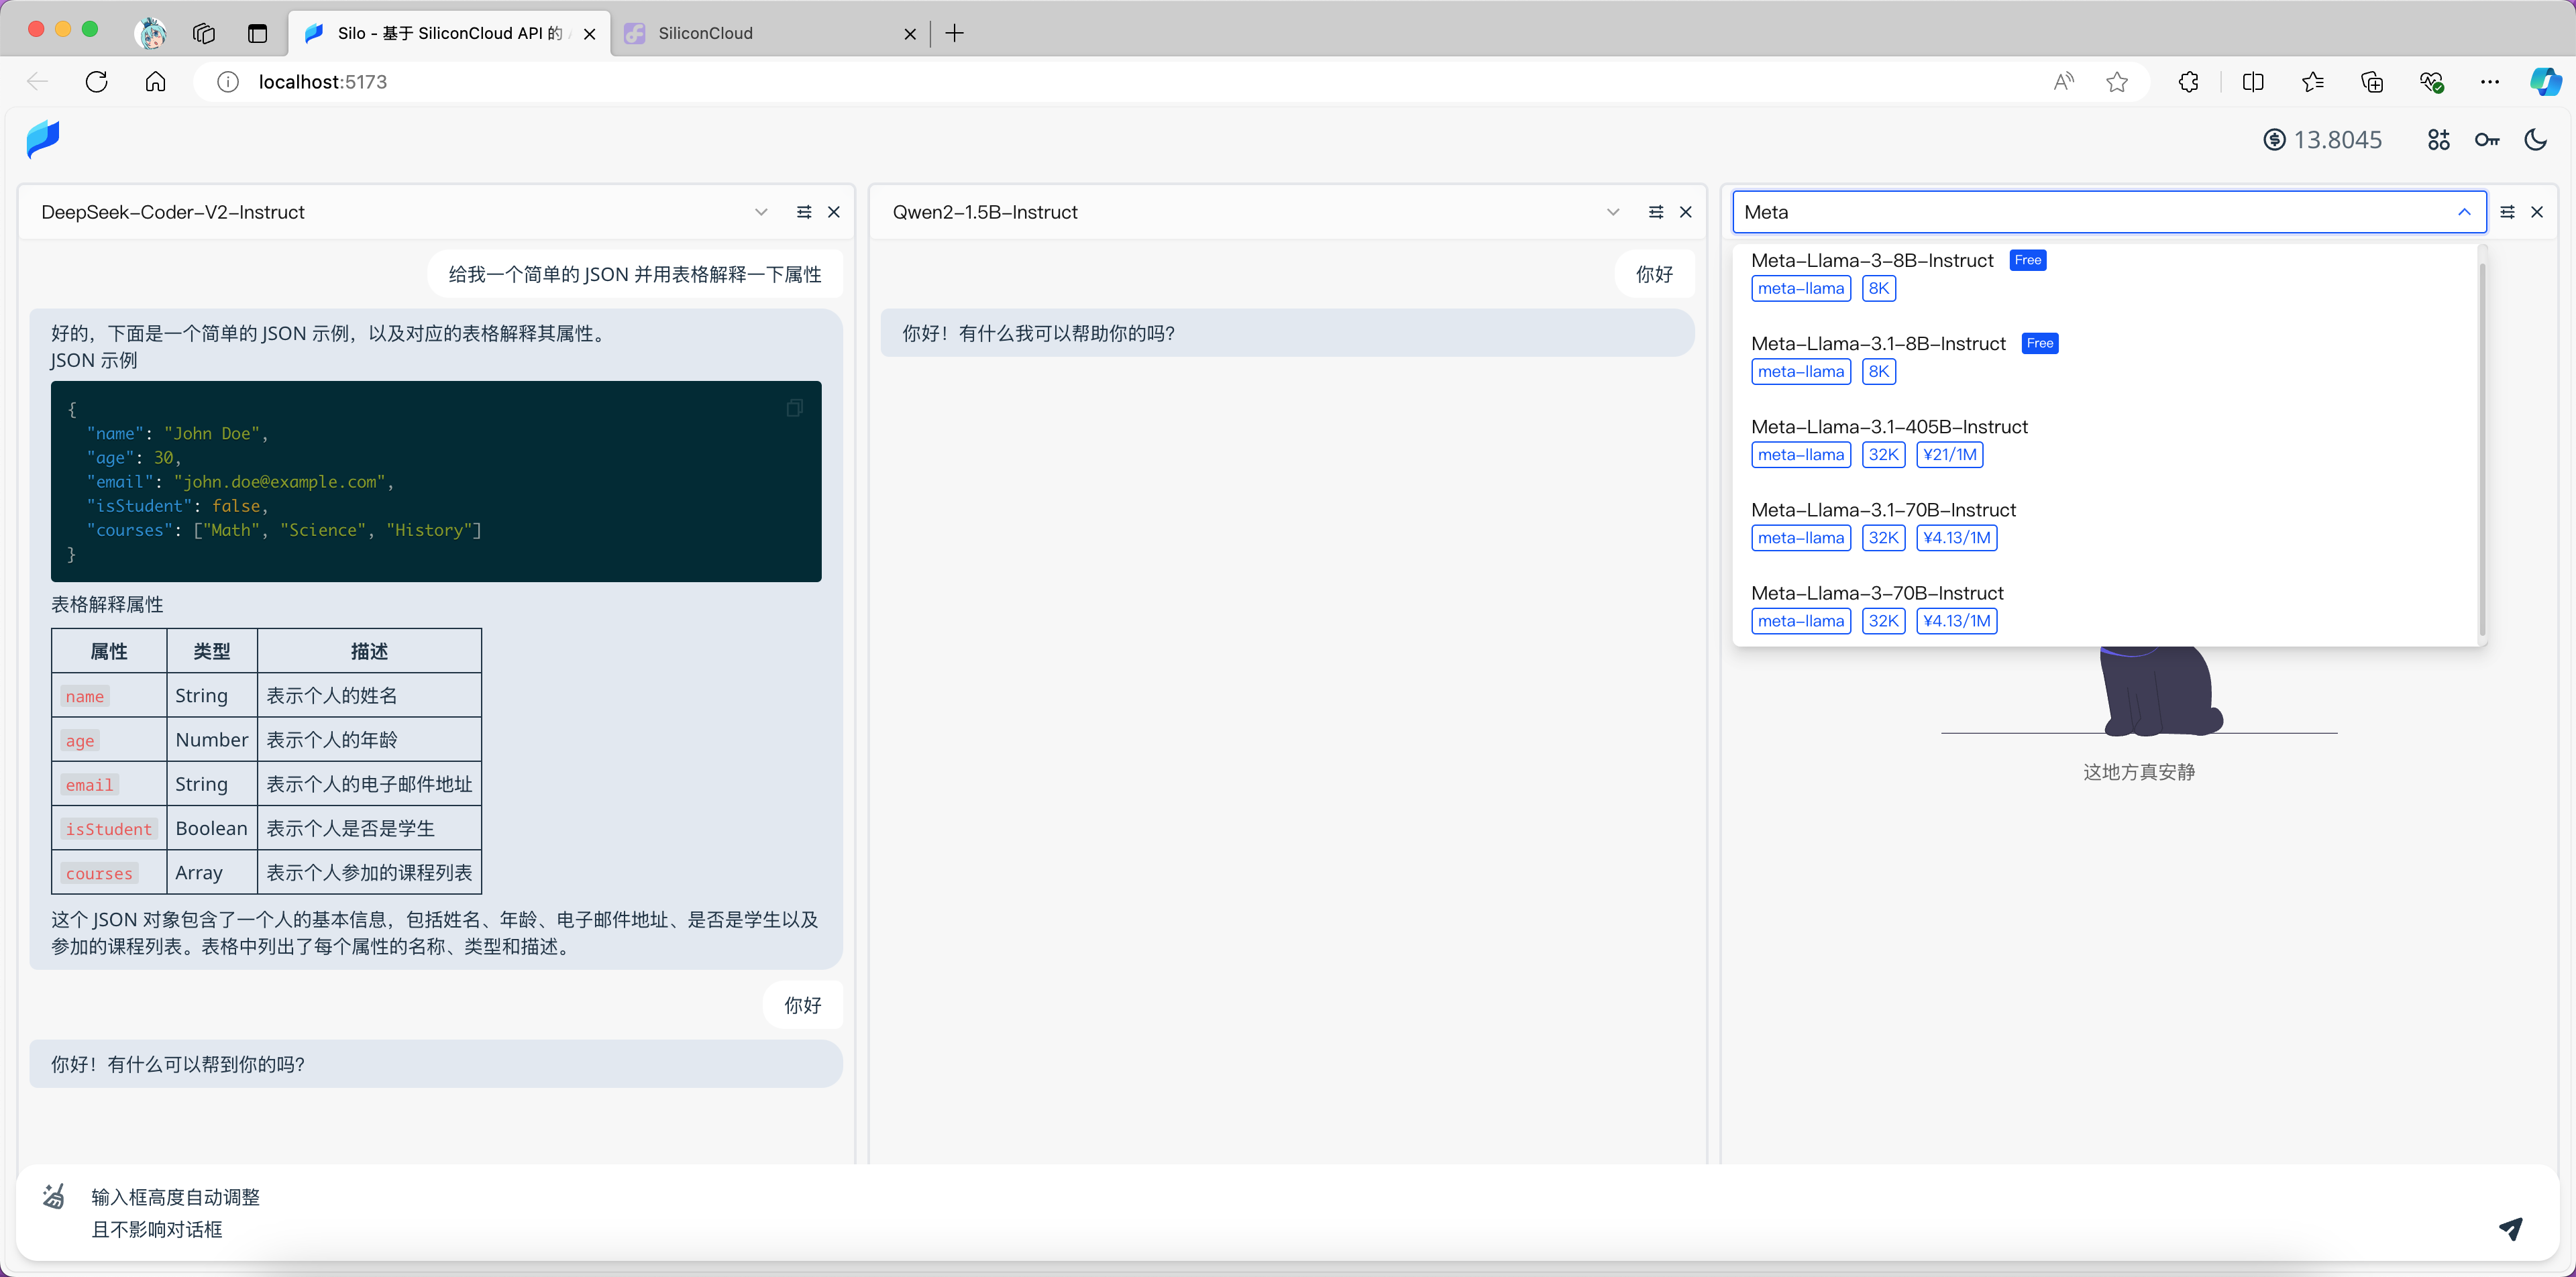 Silo - 基于 SiliconCloud API 的
SiliconCloud
localhost:5173
13.8045
DeepSeek-Coder-V2-Instruct
给我一个简单的 JSON 并用表格解释一下属性
好的，下面是一个简单的 JSON 示例，以及对应的表格解释其属性。
JSON 示例
{
"name": "John Doe",
"age": 30,
"email": "john.doe@example.com",
"isStudent": false,
"courses": ["Math", "Science", "History"]
}
表格解释属性
属性 类型 描述
name String 表示个人的姓名
age Number 表示个人的年龄
email String 表示个人的电子邮件地址
isStudent Boolean 表示个人是否是学生
courses Array 表示个人参加的课程列表
这个 JSON 对象包含了一个人的基本信息，包括姓名、年龄、电子邮件地址、是否是学生以及
参加的课程列表。表格中列出了每个属性的名称、类型和描述。
你好
你好！有什么可以帮到你的吗？
Qwen2-1.5B-Instruct
你好
你好！有什么我可以帮助你的吗？
Meta
Meta-Llama-3-8B-Instruct Free
meta-llama 8K
Meta-Llama-3.1-8B-Instruct Free
meta-llama 8K
Meta-Llama-3.1-405B-Instruct
meta-llama 32K ¥21/1M
Meta-Llama-3.1-70B-Instruct
meta-llama 32K ¥4.13/1M
Meta-Llama-3-70B-Instruct
meta-llama 32K ¥4.13/1M
这地方真安静
输入框高度自动调整
且不影响对话框